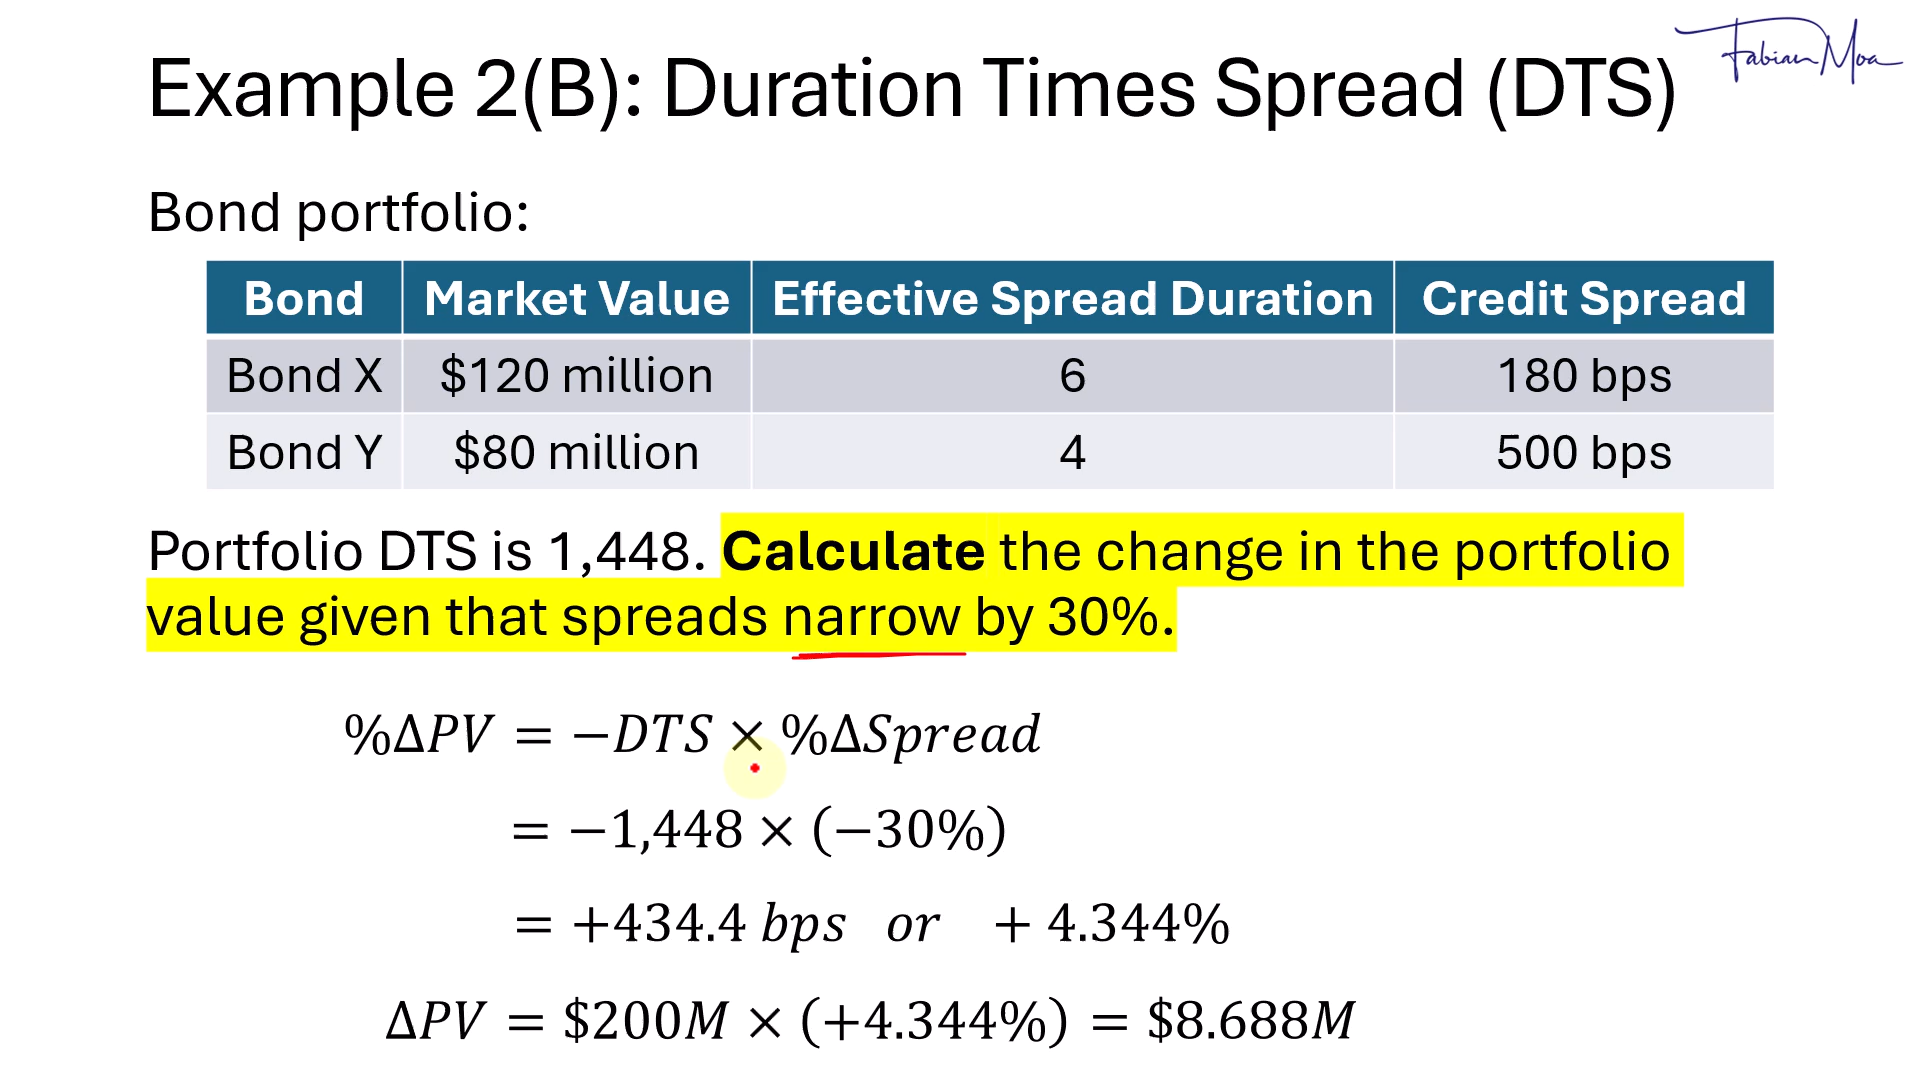 Fabian Moa
Example 2(B): Duration Times Spread (DTS)
Bond portfolio:
Bond Market Value Effective Spread Duration Credit Spread
Bond X $120 million 6 180 bps
Bond Y $80 million 4 500 bps
Portfolio DTS is 1,448. Calculate the change in the portfolio
value given that spreads narrow by 30%.
%ΔPV = −DTS × %ΔSpread
= −1,448 × (−30%)
= +434.4 bps or + 4.344%
ΔPV = $200M × (+4.344%) = $8.688M